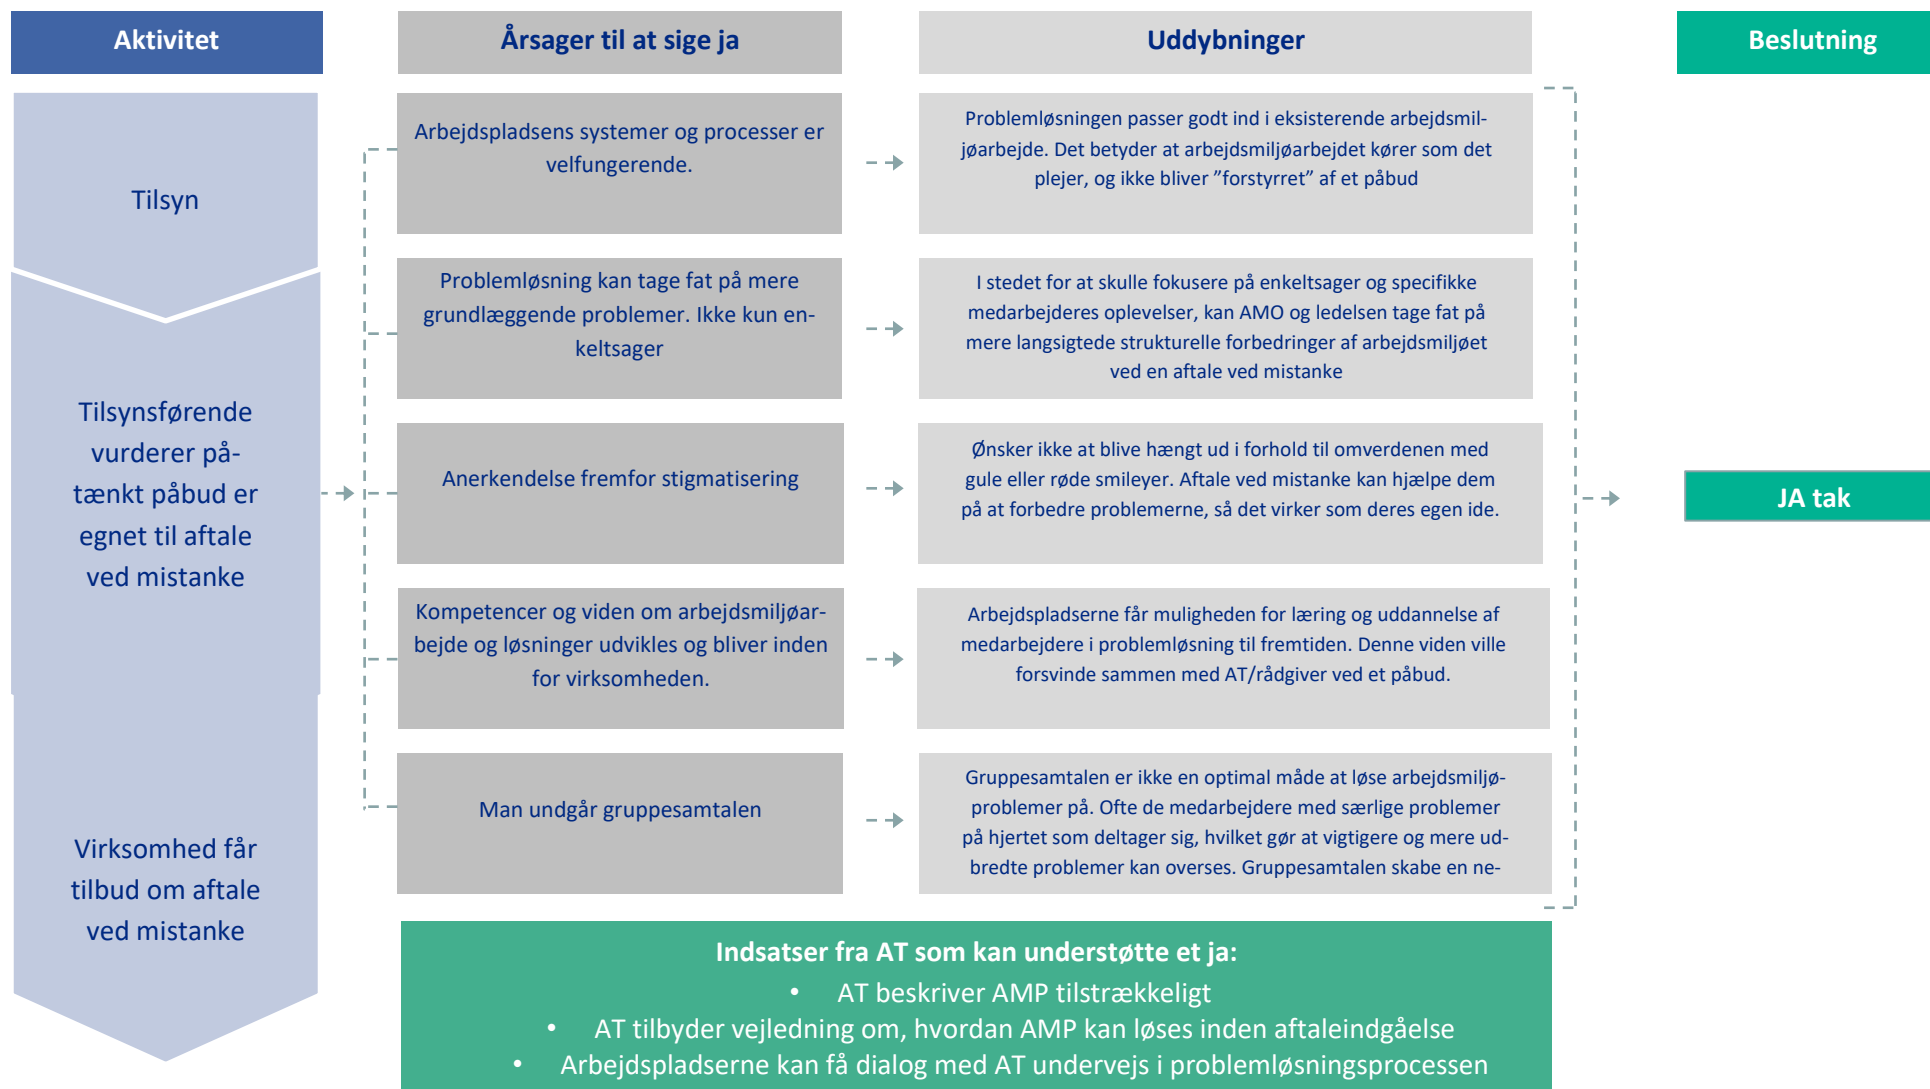 Aktivitet
Årsager til at sige ja
Uddybninger
Beslutning
Tilsyn
Tilsynsførende
vurderer på-
tænkt påbud er
egnet til aftale
ved mistanke
Virksomhed får
tilbud om aftale
ved mistanke
Arbejdspladsens systemer og processer er
velfungerende.
Problemløsningen passer godt ind i eksisterende arbejdsmil-
jøarbejde. Det betyder at arbejdsmiljøarbejdet kører som det
plejer, og ikke bliver ”forstyrret” af et påbud
Problemløsning kan tage fat på mere
grundlæggende problemer. Ikke kun en-
keltsager
I stedet for at skulle fokusere på enkeltsager og specifikke
medarbejderes oplevelser, kan AMO og ledelsen tage fat på
mere langsigtede strukturelle forbedringer af arbejdsmiljøet
ved en aftale ved mistanke
Anerkendelse fremfor stigmatisering
Ønsker ikke at blive hængt ud i forhold til omverdenen med
gule eller røde smileyer. Aftale ved mistanke kan hjælpe dem
på at forbedre problemerne, så det virker som deres egen ide.
Kompetencer og viden om arbejdsmiljøar-
bejde og løsninger udvikles og bliver inden
for virksomheden.
Arbejdspladserne får muligheden for læring og uddannelse af
medarbejdere i problemløsning til fremtiden. Denne viden ville
forsvinde sammen med AT/rådgiver ved et påbud.
Man undgår gruppesamtalen
Gruppesamtalen er ikke en optimal måde at løse arbejdsmiljø-
problemer på. Ofte de medarbejdere med særlige problemer
på hjertet som deltager sig, hvilket gør at vigtigere og mere ud-
bredte problemer kan overses. Gruppesamtalen skabe en ne-
JA tak
Indsatser fra AT som kan understøtte et ja:
• AT beskriver AMP tilstrækkeligt
• AT tilbyder vejledning om, hvordan AMP kan løses inden aftaleindgåelse
• Arbejdspladserne kan få dialog med AT undervejs i problemløsningsprocessen